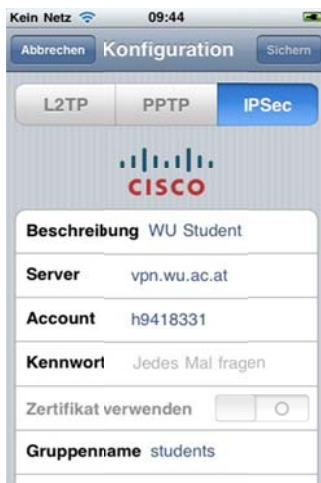 Kein Netz 09:44
Abbrechen Konfiguration Sichern
L2TP PPTP IPSec
CISCO
Beschreibung WU Student
Server vpn.wu.ac.at
Account h9418331
Kennwort Jedes Mal fragen
Zertifikat verwenden
Gruppenname students